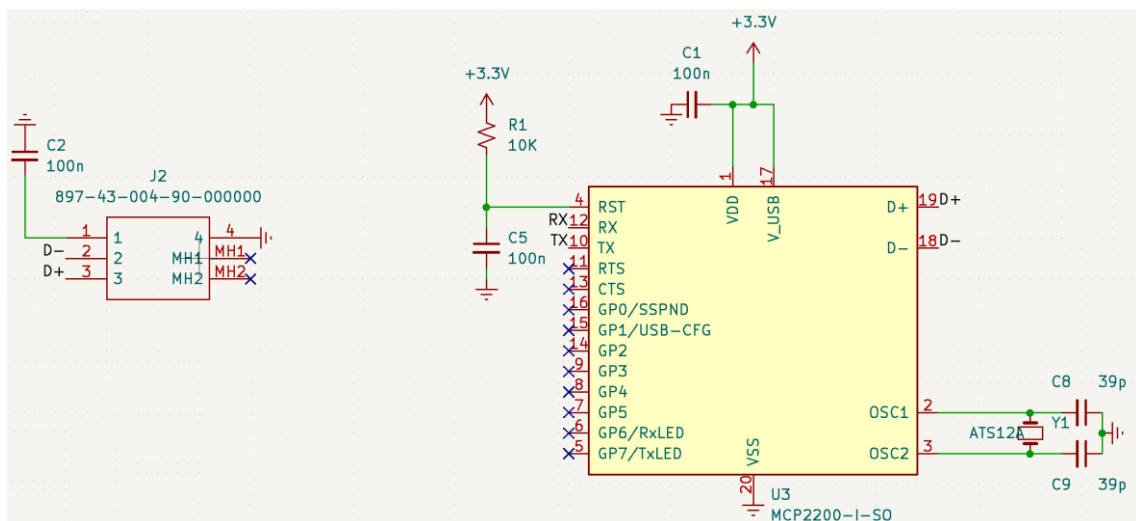 +3.3V
C1
100n
+3.3V
R1
10K
C2
100n
J2
897-43-004-90-000000
1 1 4 4
D- 2 2 MH1 MH1
D+ 3 3 MH2 MH2
C5
100n
1 17
VDD V_USB
4 RST
RX 12 RX
TX 10 TX
11 RTS
13 CTS
16 GP0/SSPND
15 GP1/USB-CFG
14 GP2
9 GP3
8 GP4
7 GP5
6 GP6/RxLED
5 GP7/TxLED
D+ 19 D+
D- 18 D-
OSC1 2
OSC2 3
VSS
20
U3
MCP2200-I-SO
C8 39p
Y1
ATS12A
C9 39p